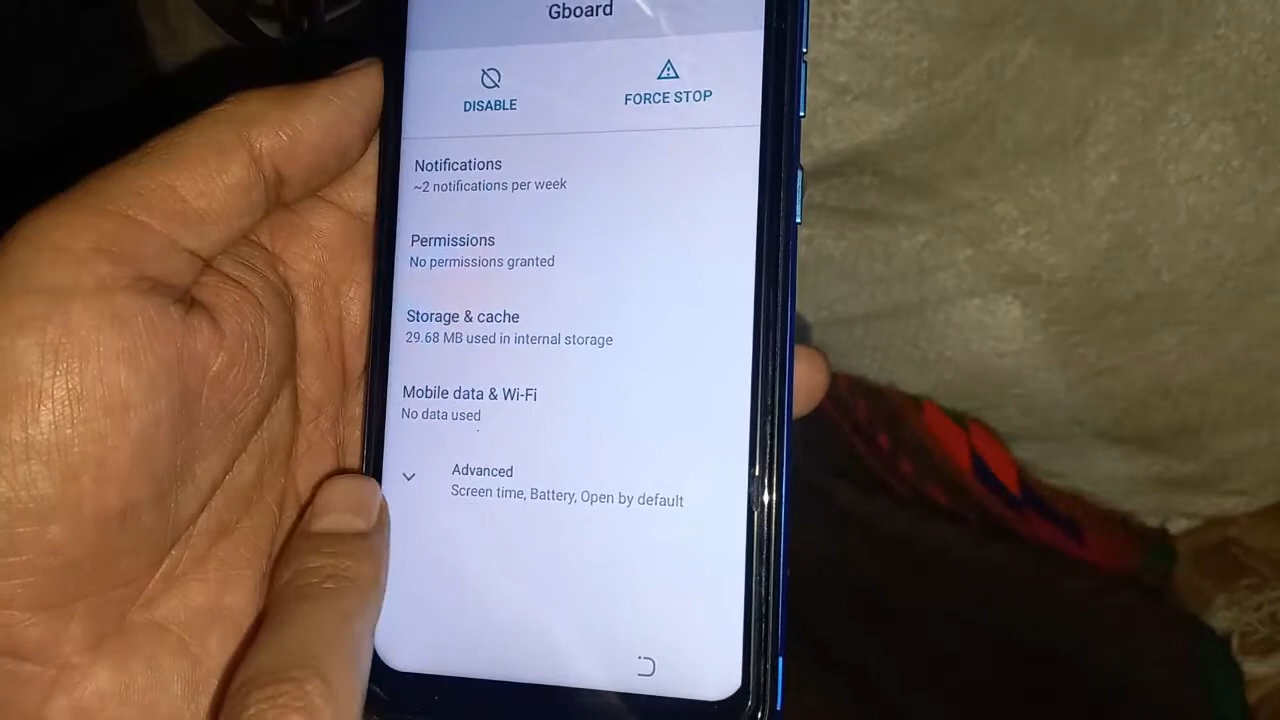 Gboard
DISABLE
FORCE STOP
Notifications
~2 notifications per week
Permissions
No permissions granted
Storage & cache
29.68 MB used in internal storage
Mobile data & Wi-Fi
No data used
Advanced
Screen time, Battery, Open by default